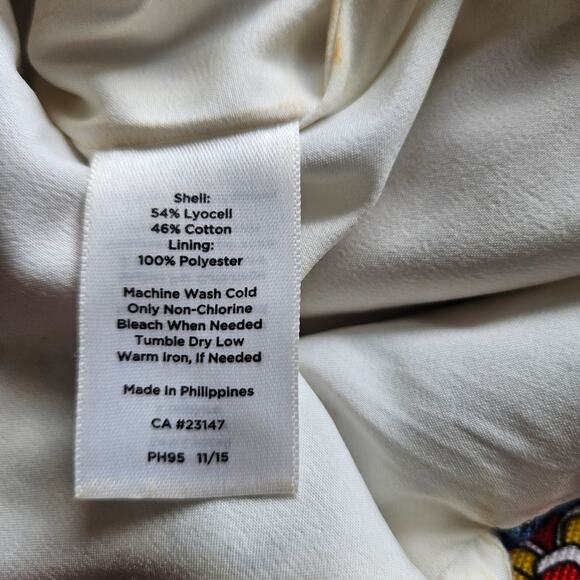 Shell:
54% Lyocell
46% Cotton
Lining:
100% Polyester
Machine Wash Cold
Only Non-Chlorine
Bleach When Needed
Tumble Dry Low
Warm Iron, If Needed
Made In Philippines
CA #23147
PH95 11/15